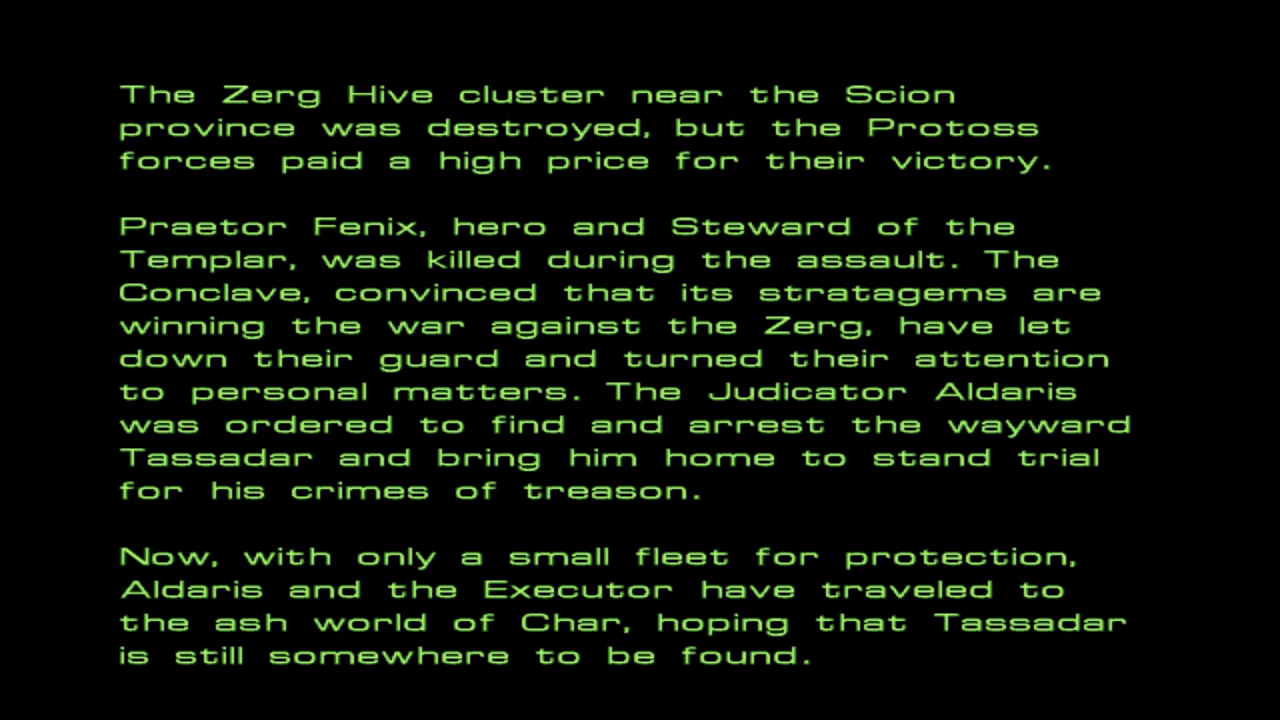 The Zerg Hive cluster near the Scion
province was destroyed, but the Protoss
forces paid a high price for their victory.
Praetor Fenix, hero and Steward of the
Templar, was killed during the assault. The
Conclave, convinced that its stratagems are
winning the war against the Zerg, have let
down their guard and turned their attention
to personal matters. The Judicator Aldaris
was ordered to find and arrest the wayward
Tassadar and bring him home to stand trial
for his crimes of treason.
Now, with only a small fleet for protection,
Aldaris and the Executor have traveled to
the ash world of Char, hoping that Tassadar
is still somewhere to be found.